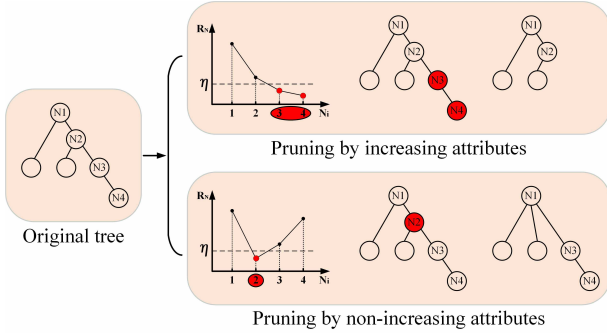 N1
N2
N3
N4
Original tree
R_N
η
1 2 3 4 N_i
N1
N2
N3
N4
N1
N2
Pruning by increasing attributes
R_N
η
1 2 3 4 N_i
N1
N2
N3
N4
N1
N3
N4
Pruning by non-increasing attributes